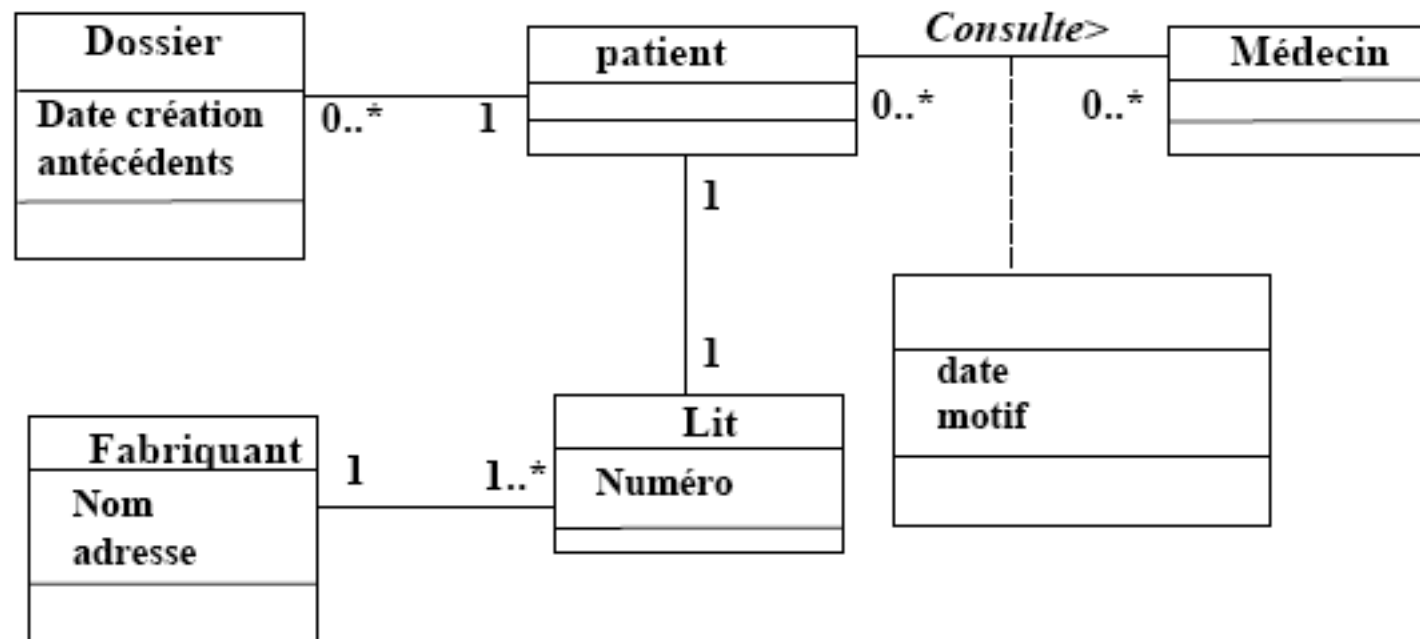 Dossier
Date création
antécédents
0..*
1
patient
Consulte>
0..*
0..*
Médecin
1
1
date
motif
Fabriquant
Nom
adresse
1
1..*
Lit
Numéro